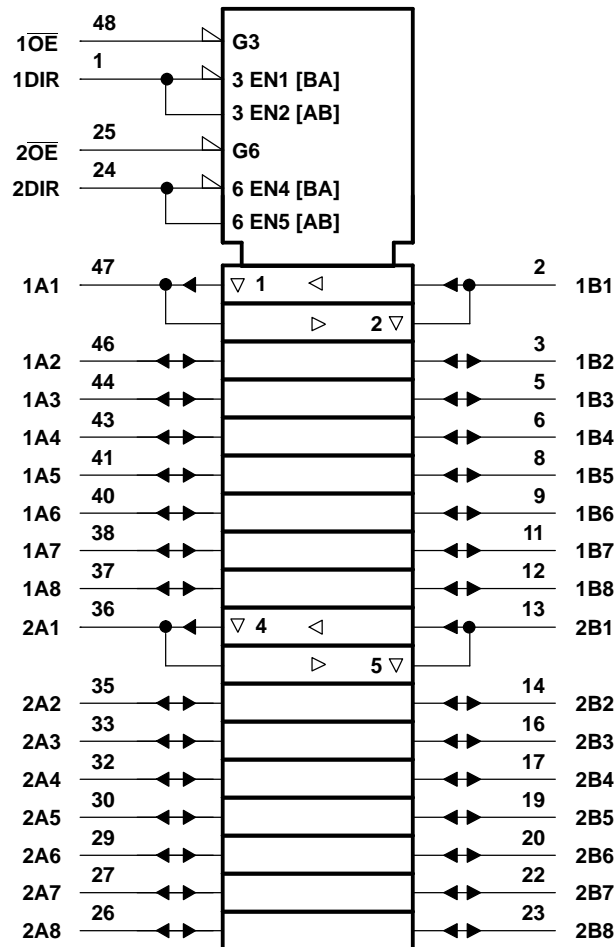 48
1O̅E̅ G3
1
1DIR 3 EN1 [BA]
3 EN2 [AB]
25
2O̅E̅ G6
24
2DIR 6 EN4 [BA]
6 EN5 [AB]
47 2
1A1 ▽ 1 ◁ 1B1
▷ 2 ▽
46 3
1A2 1B2
44 5
1A3 1B3
43 6
1A4 1B4
41 8
1A5 1B5
40 9
1A6 1B6
38 11
1A7 1B7
37 12
1A8 1B8
36 13
2A1 ▽ 4 ◁ 2B1
▷ 5 ▽
35 14
2A2 2B2
33 16
2A3 2B3
32 17
2A4 2B4
30 19
2A5 2B5
29 20
2A6 2B6
27 22
2A7 2B7
26 23
2A8 2B8